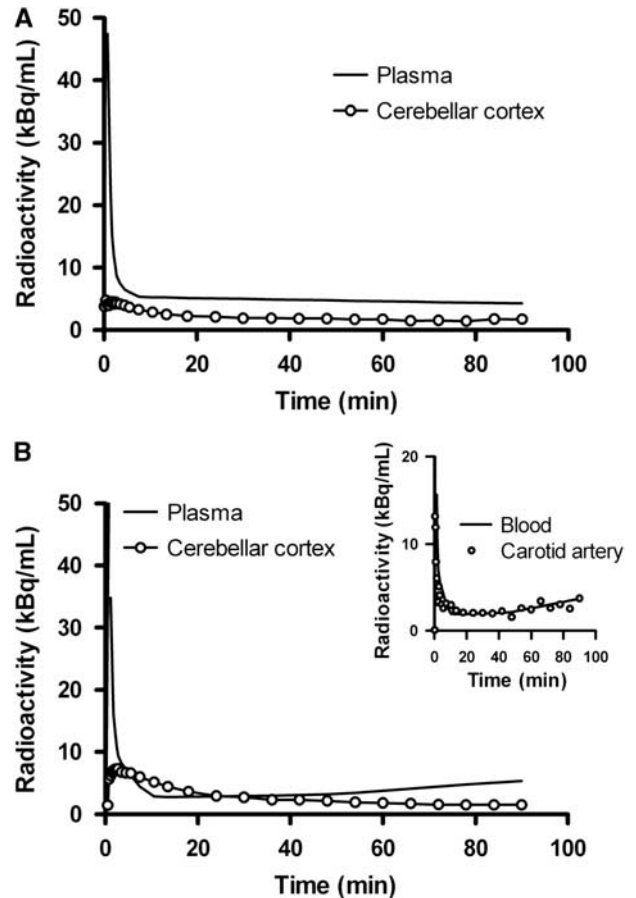 A
Radioactivity (kBq/mL)
50
40
30
20
10
0
Plasma
Cerebellar cortex
0 20 40 60 80 100
Time (min)
B
Radioactivity (kBq/mL)
50
40
30
20
10
0
Plasma
Cerebellar cortex
0 20 40 60 80 100
Time (min)
Radioactivity (kBq/mL)
20
10
0
Blood
Carotid artery
0 20 40 60 80 100
Time (min)